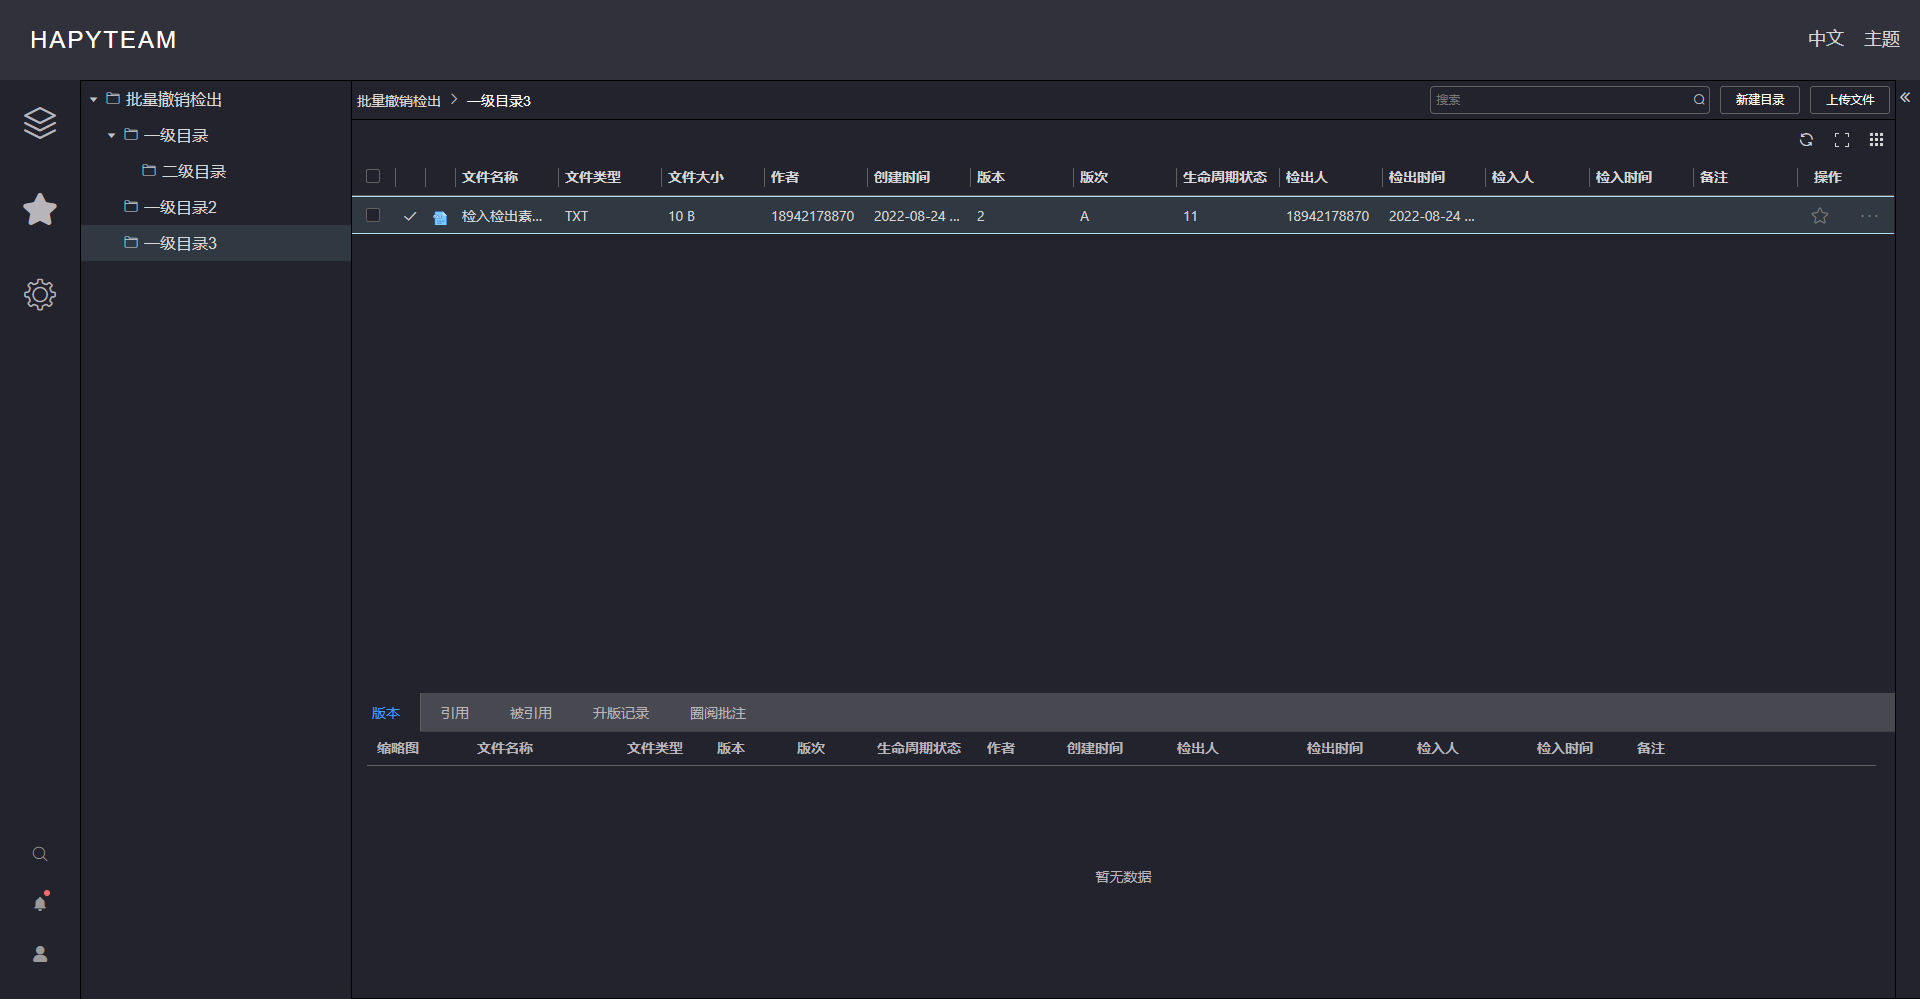 HAPYTEAM
中文 主题
批量撤销检出
一级目录
二级目录
一级目录2
一级目录3
批量撤销检出 一级目录3
搜索
新建目录
上传文件
文件名称 文件类型 文件大小 作者 创建时间 版本 版次 生命周期状态 检出人 检出时间 检入人 检入时间 备注 操作
检入检出素... TXT 10 B 18942178870 2022-08-24 ... 2 A 11 18942178870 2022-08-24 ...
版本 引用 被引用 升版记录 圈阅批注
缩略图 文件名称 文件类型 版本 版次 生命周期状态 作者 创建时间 检出人 检出时间 检入人 检入时间 备注
暂无数据